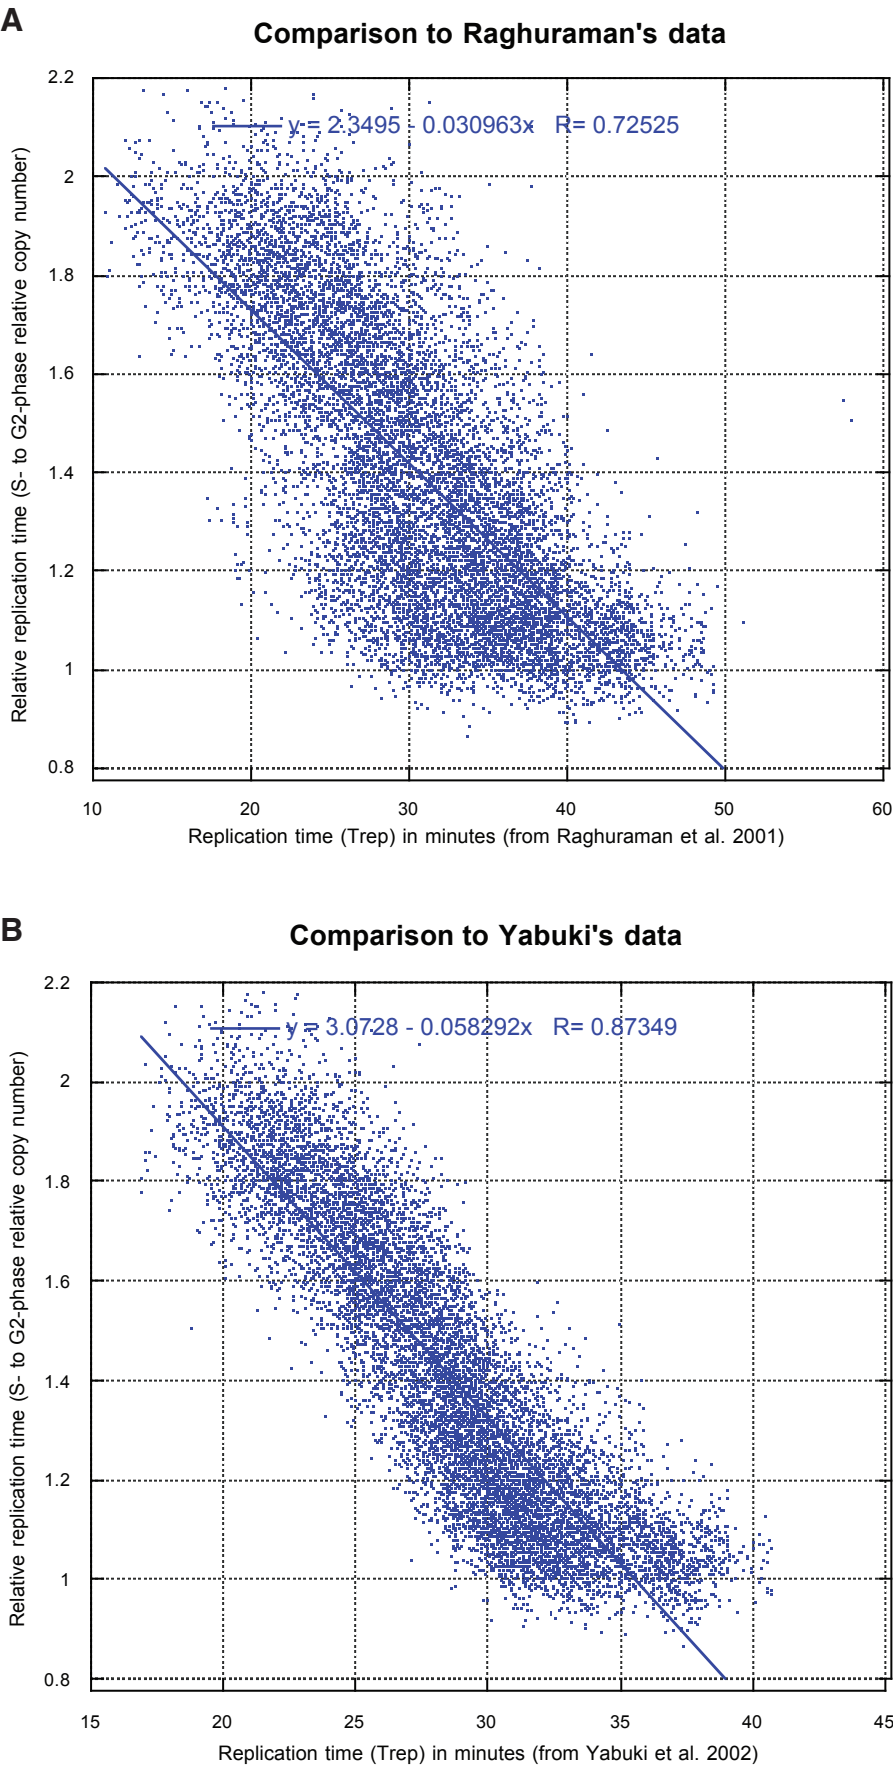 A
Comparison to Raghuraman's data
y = 2.3495 - 0.030963x R= 0.72525
Relative replication time (S- to G2-phase relative copy number)
2.2
2
1.8
1.6
1.4
1.2
1
0.8
10 20 30 40 50 60
Replication time (Trep) in minutes (from Raghuraman et al. 2001)
B
Comparison to Yabuki's data
y = 3.0728 - 0.058292x R= 0.87349
Relative replication time (S- to G2-phase relative copy number)
2.2
2
1.8
1.6
1.4
1.2
1
0.8
15 20 25 30 35 40 45
Replication time (Trep) in minutes (from Yabuki et al. 2002)